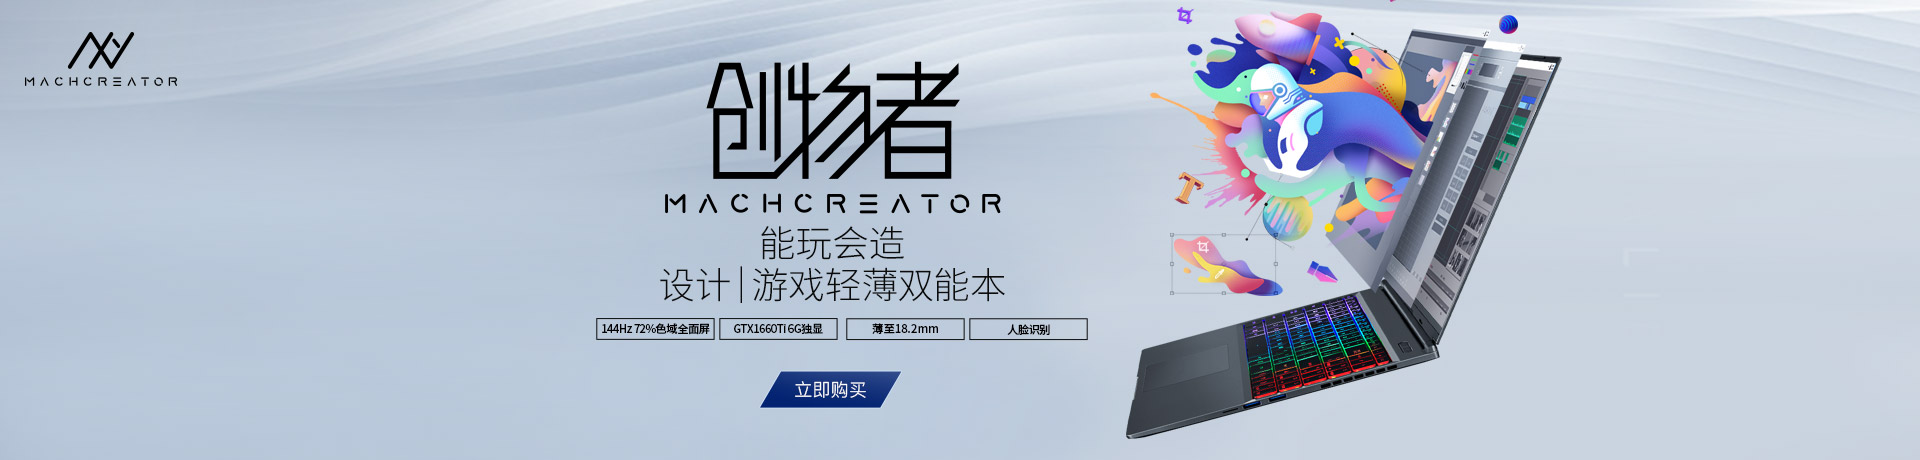 MACHCREATOR
创物者
MACHCREATOR
能玩会造
设计|游戏轻薄双能本
144Hz 72%色域全面屏
GTX1660Ti 6G独显
薄至18.2mm
人脸识别
立即购买